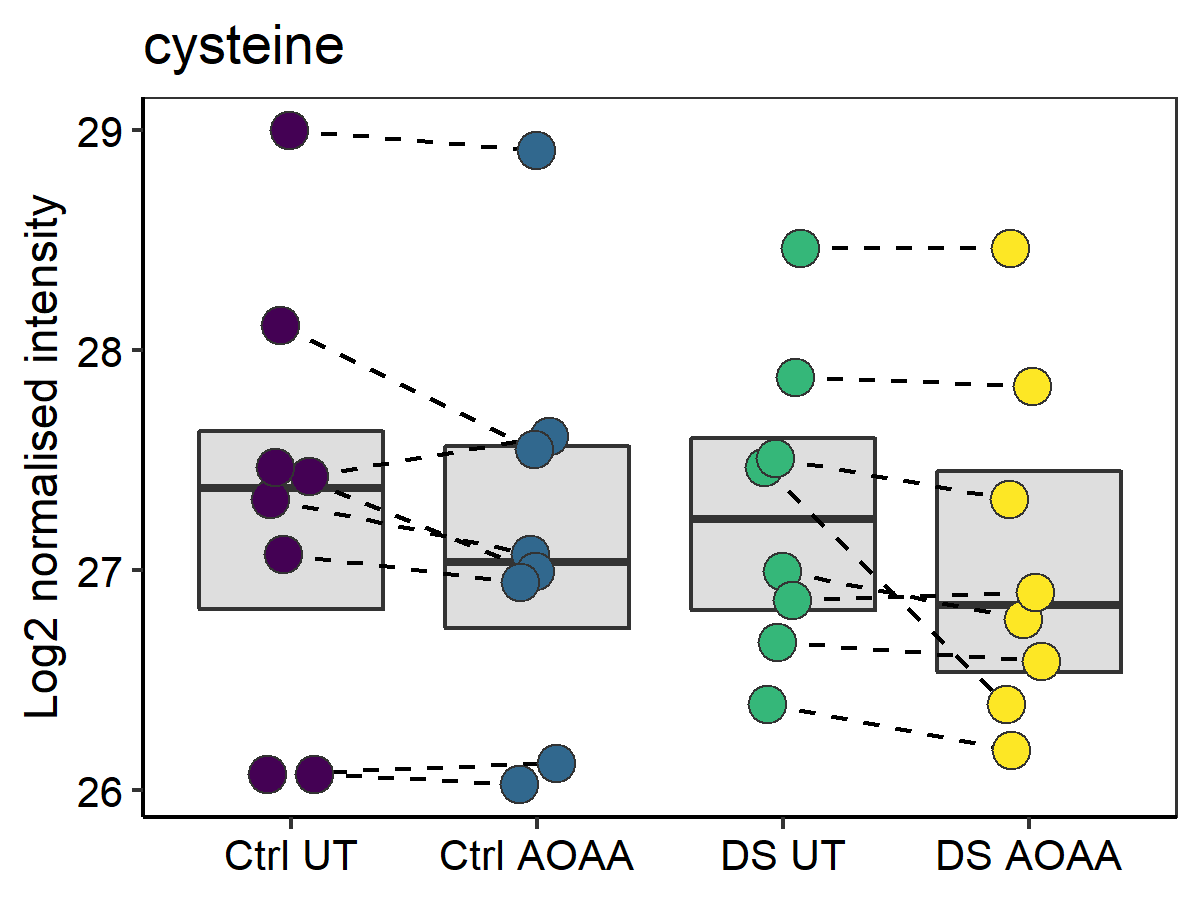 cysteine
Log2 normalised intensity
29
28
27
26
Ctrl UT
Ctrl AOAA
DS UT
DS AOAA